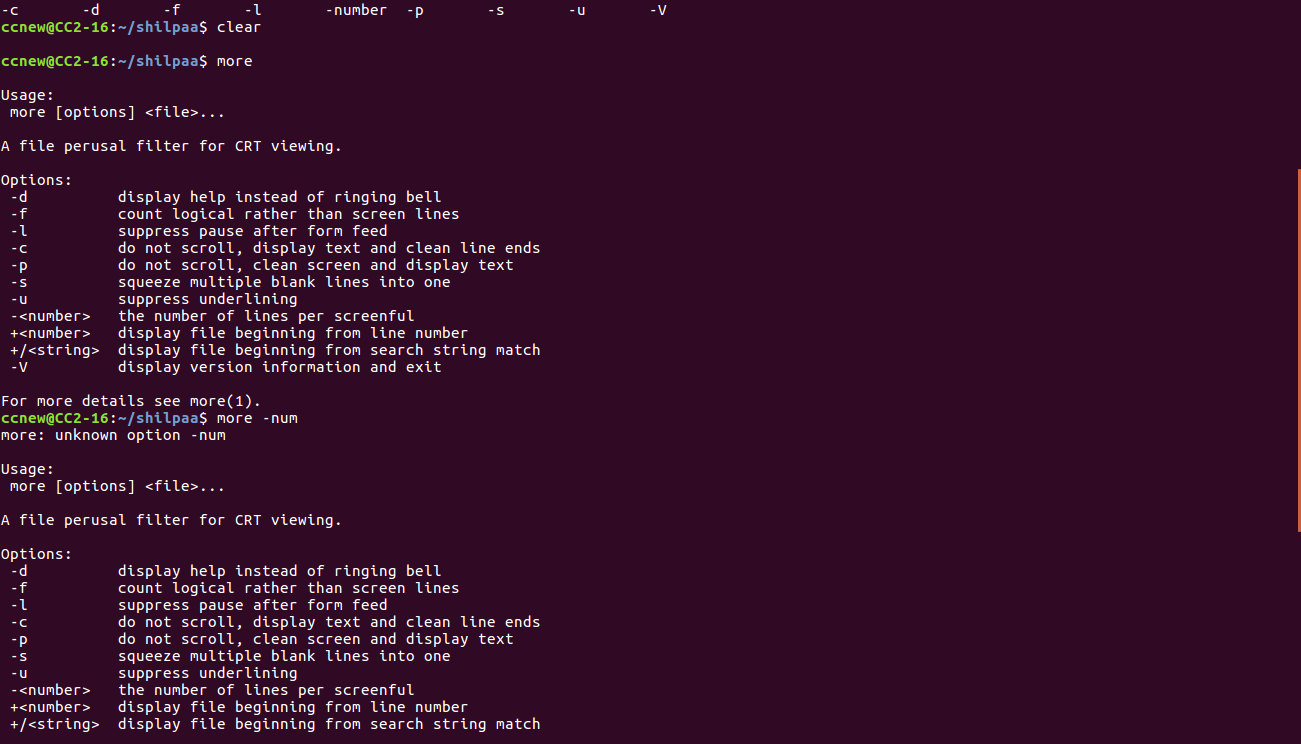 -c       -d       -f       -l       -number  -p       -s       -u       -V
ccnew@CC2-16:~/shilpaa$ clear
ccnew@CC2-16:~/shilpaa$ more
Usage:
 more [options] <file>...
A file perusal filter for CRT viewing.
Options:
 -d          display help instead of ringing bell
 -f          count logical rather than screen lines
 -l          suppress pause after form feed
 -c          do not scroll, display text and clean line ends
 -p          do not scroll, clean screen and display text
 -s          squeeze multiple blank lines into one
 -u          suppress underlining
 -<number>   the number of lines per screenful
 +<number>   display file beginning from line number
 +/<string>  display file beginning from search string match
 -V          display version information and exit
For more details see more(1).
ccnew@CC2-16:~/shilpaa$ more -num
more: unknown option -num
Usage:
 more [options] <file>...
A file perusal filter for CRT viewing.
Options:
 -d          display help instead of ringing bell
 -f          count logical rather than screen lines
 -l          suppress pause after form feed
 -c          do not scroll, display text and clean line ends
 -p          do not scroll, clean screen and display text
 -s          squeeze multiple blank lines into one
 -u          suppress underlining
 -<number>   the number of lines per screenful
 +<number>   display file beginning from line number
 +/<string>  display file beginning from search string match